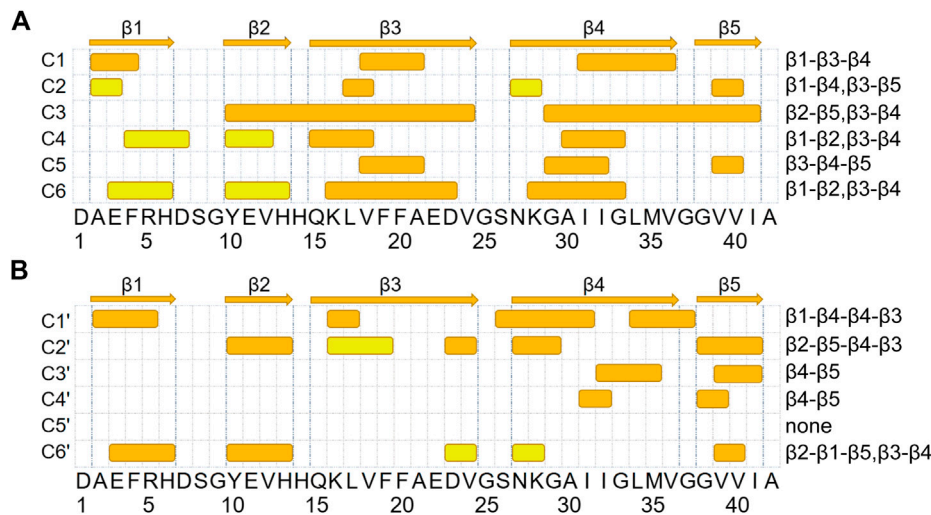 A
β1 β2 β3 β4 β5
C1 β1-β3-β4
C2 β1-β4,β3-β5
C3 β2-β5,β3-β4
C4 β1-β2,β3-β4
C5 β3-β4-β5
C6 β1-β2,β3-β4
DAEFRHDSGYEVHHQKLVFFAEDVGSNKGAIIGLMVGGVVIA
1 5 10 15 20 25 30 35 40
B
β1 β2 β3 β4 β5
C1' β1-β4-β4-β3
C2' β2-β5-β4-β3
C3' β4-β5
C4' β4-β5
C5' none
C6' β2-β1-β5,β3-β4
DAEFRHDSGYEVHHQKLVFFAEDVGSNKGAIIGLMVGGVVIA
1 5 10 15 20 25 30 35 40